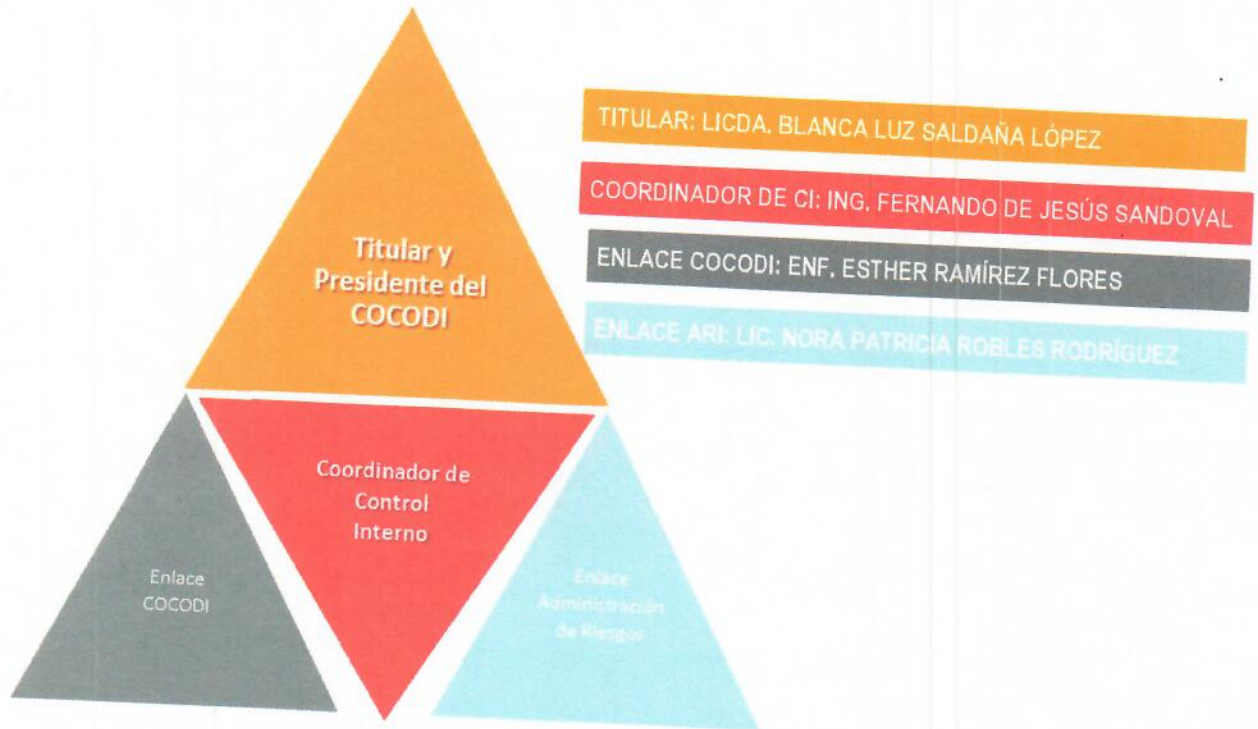 Titular y
Presidente del
COCODI
Coordinador de
Control
Interno
Enlace
COCODI
Enlace
Administración
de Riesgos
TITULAR: LICDA. BLANCA LUZ SALDAÑA LÓPEZ
COORDINADOR DE CI: ING. FERNANDO DE JESÚS SANDOVAL
ENLACE COCODI: ENF. ESTHER RAMÍREZ FLORES
ENLACE ARI: LIC. NORA PATRICIA ROBLES RODRÍGUEZ